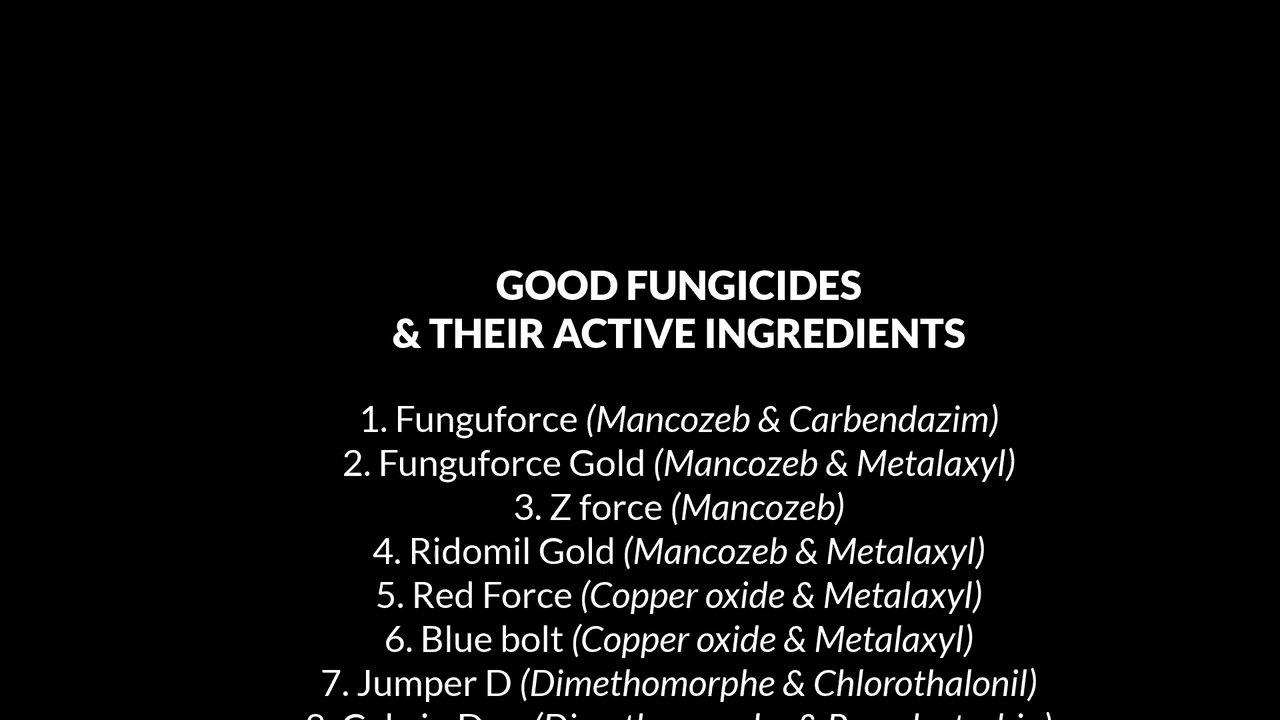 GOOD FUNGICIDES
& THEIR ACTIVE INGREDIENTS
1. Funguforce (Mancozeb & Carbendazim)
2. Funguforce Gold (Mancozeb & Metalaxyl)
3. Z force (Mancozeb)
4. Ridomil Gold (Mancozeb & Metalaxyl)
5. Red Force (Copper oxide & Metalaxyl)
6. Blue bolt (Copper oxide & Metalaxyl)
7. Jumper D (Dimethomorphe & Chlorothalonil)